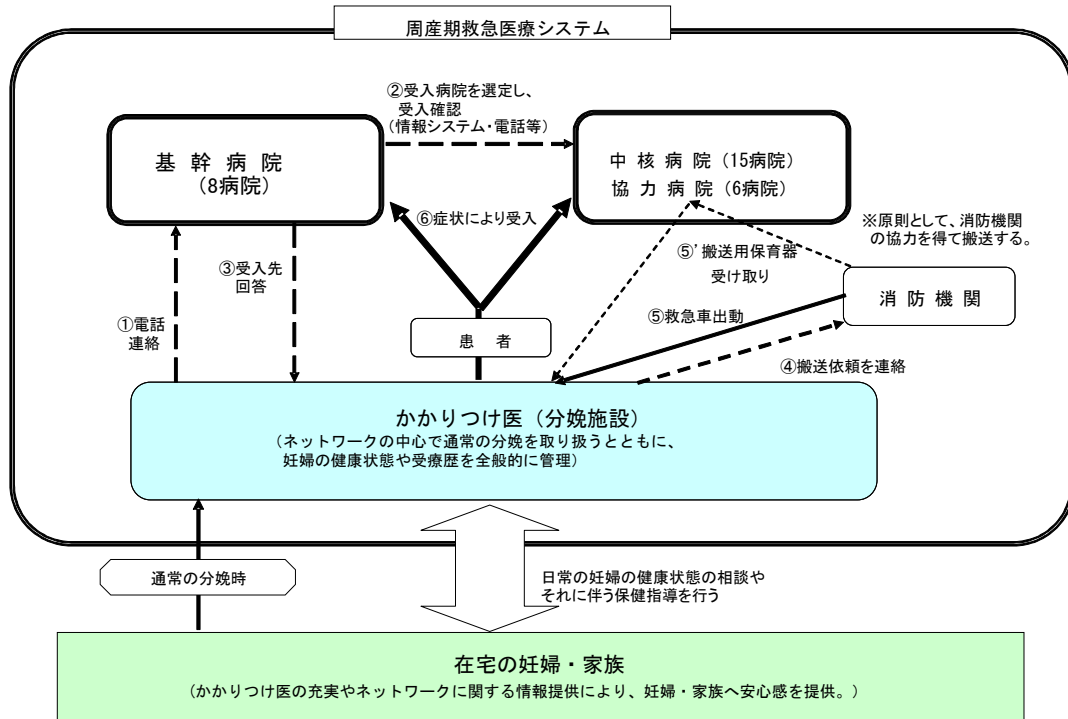 周産期救急医療システム
②受入病院を選定し、
受入確認
(情報システム・電話等)
基幹病院
(8病院)
中核病院(15病院)
協力病院(6病院)
⑥症状により受入
※原則として、消防機関
の協力を得て搬送する。
⑤’搬送用保育器
受け取り
③受入先
回答
消防機関
①電話
連絡
⑤救急車出動
患者
④搬送依頼を連絡
かかりつけ医(分娩施設)
(ネットワークの中心で通常の分娩を取り扱うとともに、
妊婦の健康状態や受療歴を全般的に管理)
通常の分娩時
日常の妊婦の健康状態の相談や
それに伴う保健指導を行う
在宅の妊婦・家族
(かかりつけ医の充実やネットワークに関する情報提供により、妊婦・家族へ安心感を提供。)